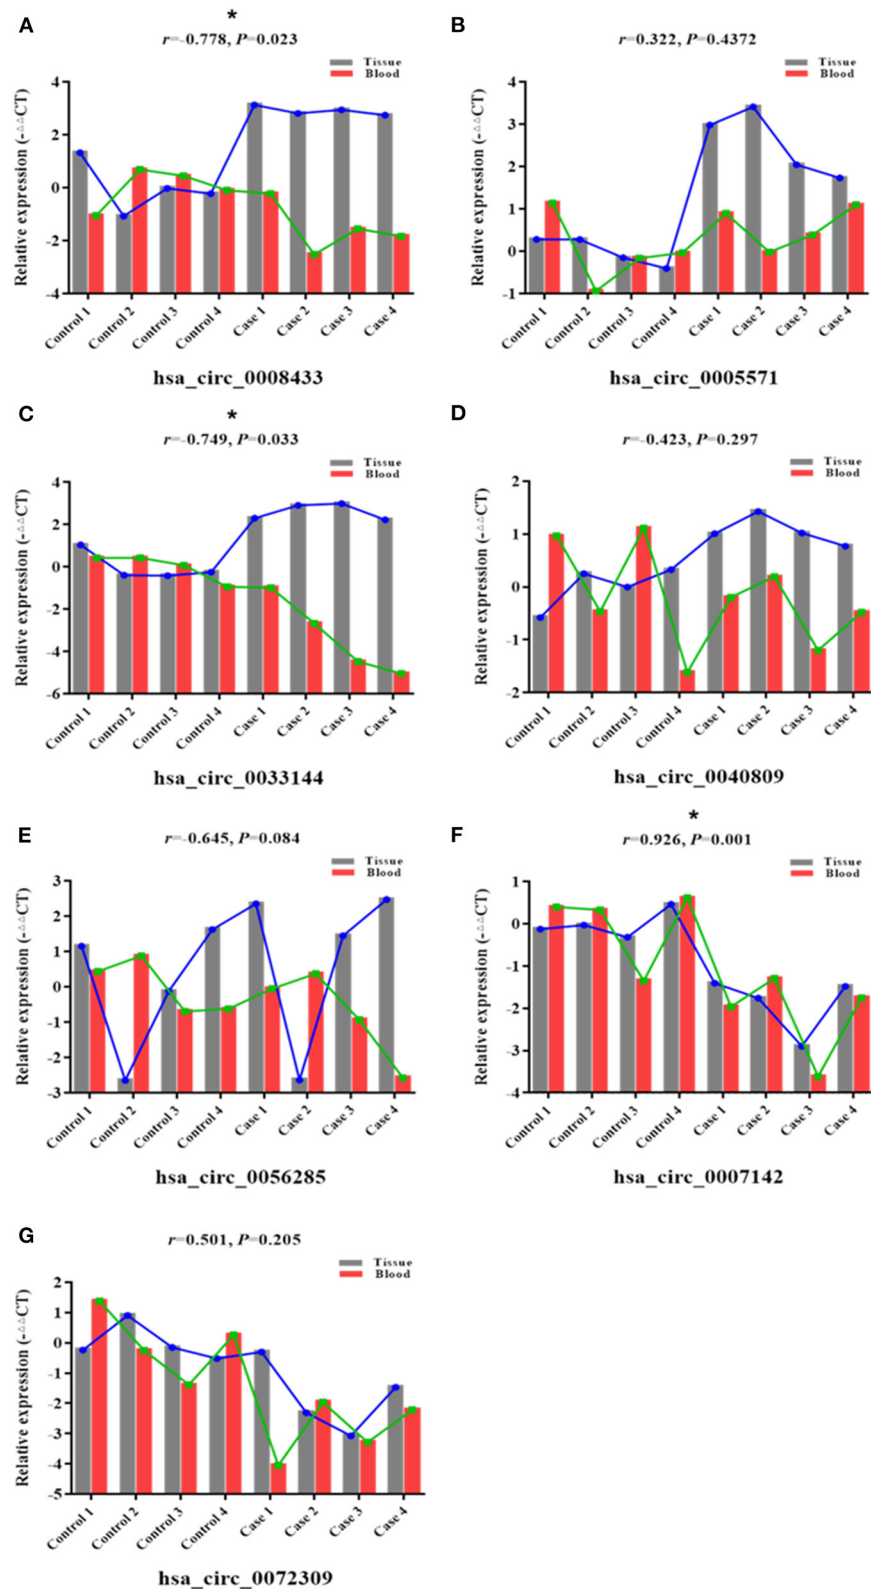 A
*
r=-0.778, P=0.023
Tissue
Blood
Relative expression (-△△CT)
4
2
0
-2
-4
Control 1
Control 2
Control 3
Control 4
Case 1
Case 2
Case 3
Case 4
hsa_circ_0008433
B
r=0.322, P=0.4372
Tissue
Blood
Relative expression (-△△CT)
4
3
2
1
0
-1
Control 1
Control 2
Control 3
Control 4
Case 1
Case 2
Case 3
Case 4
hsa_circ_0005571
C
*
r=-0.749, P=0.033
Tissue
Blood
Relative expression (-△△CT)
4
2
0
-2
-4
-6
Control 1
Control 2
Control 3
Control 4
Case 1
Case 2
Case 3
Case 4
hsa_circ_0033144
D
r=-0.423, P=0.297
Tissue
Blood
Relative expression (-△△CT)
2
1
0
-1
-2
Control 1
Control 2
Control 3
Control 4
Case 1
Case 2
Case 3
Case 4
hsa_circ_0040809
E
r=-0.645, P=0.084
Tissue
Blood
Relative expression (-△△CT)
3
2
1
0
-1
-2
-3
Control 1
Control 2
Control 3
Control 4
Case 1
Case 2
Case 3
Case 4
hsa_circ_0056285
F
*
r=0.926, P=0.001
Tissue
Blood
Relative expression (-△△CT)
1
0
-1
-2
-3
-4
Control 1
Control 2
Control 3
Control 4
Case 1
Case 2
Case 3
Case 4
hsa_circ_0007142
G
r=0.501, P=0.205
Tissue
Blood
Relative expression (-△△CT)
2
1
0
-1
-2
-3
-4
-5
Control 1
Control 2
Control 3
Control 4
Case 1
Case 2
Case 3
Case 4
hsa_circ_0072309